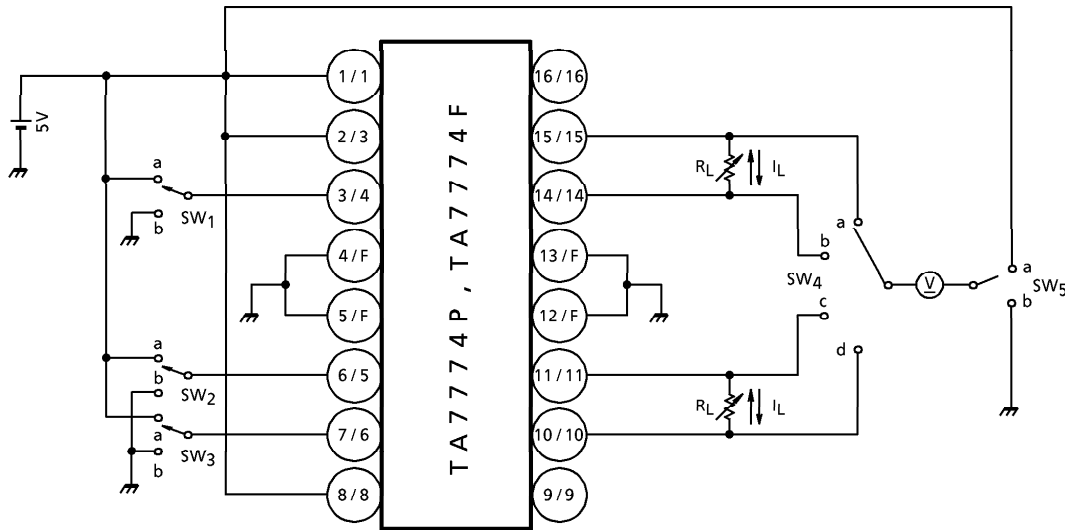 5V
a
b
SW1
a
b
SW2
a
b
SW3
1 / 1
2 / 3
3 / 4
4 / F
5 / F
6 / 5
7 / 6
8 / 8
TA7774P, TA7774F
16 / 16
15 / 15
14 / 14
13 / F
12 / F
11 / 11
10 / 10
9 / 9
RL
IL
RL
IL
a
b
SW4
c
d
V
a
SW5
b